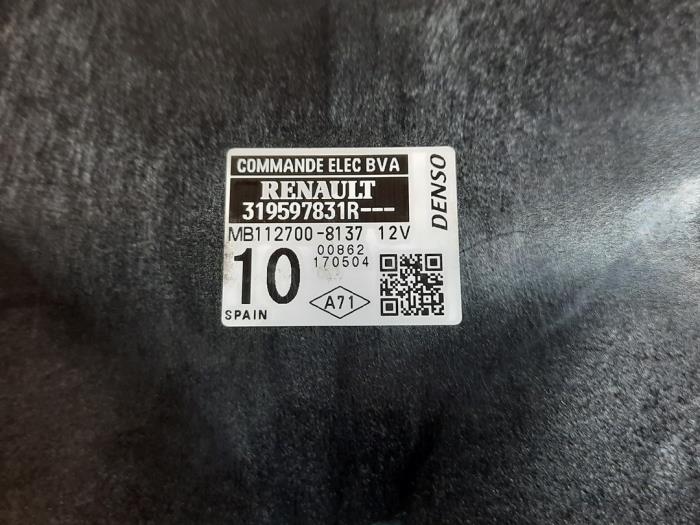 COMMANDE ELEC BVA
RENAULT
319597831R---
DENSO
MB112700-8137 12V
00862
170504
10
A71
SPAIN